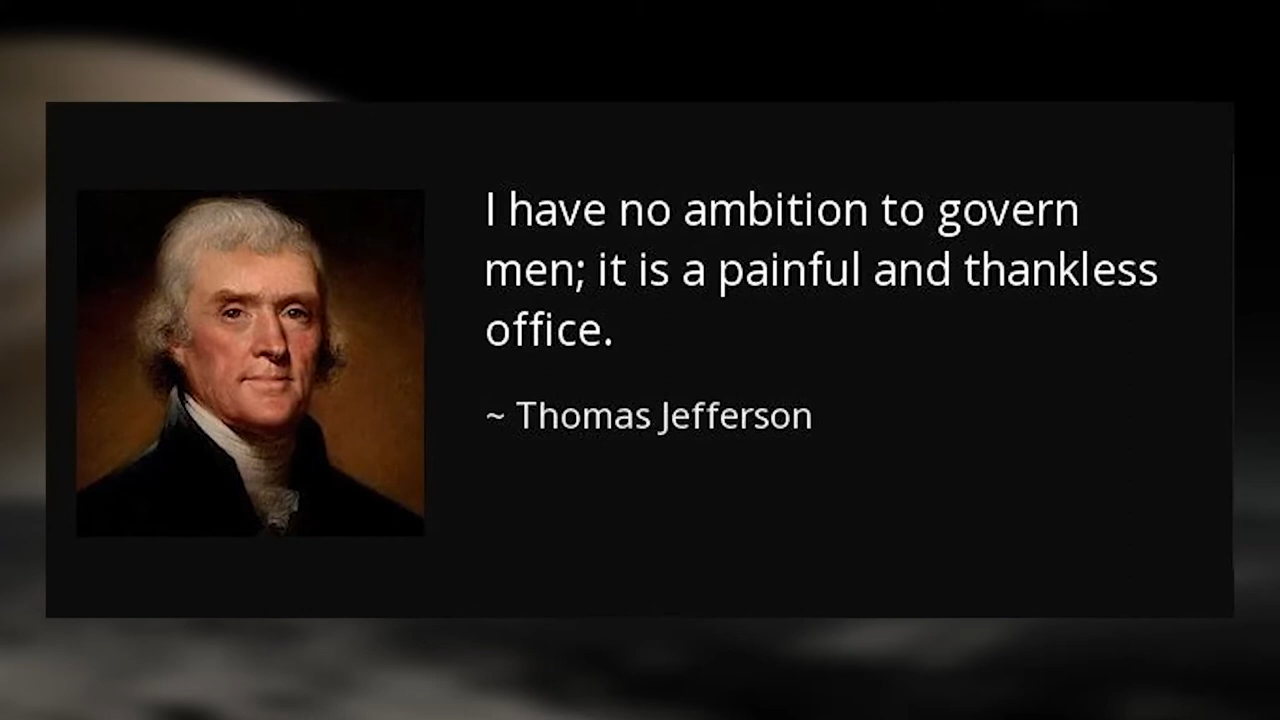 I have no ambition to govern
men; it is a painful and thankless
office.
~ Thomas Jefferson